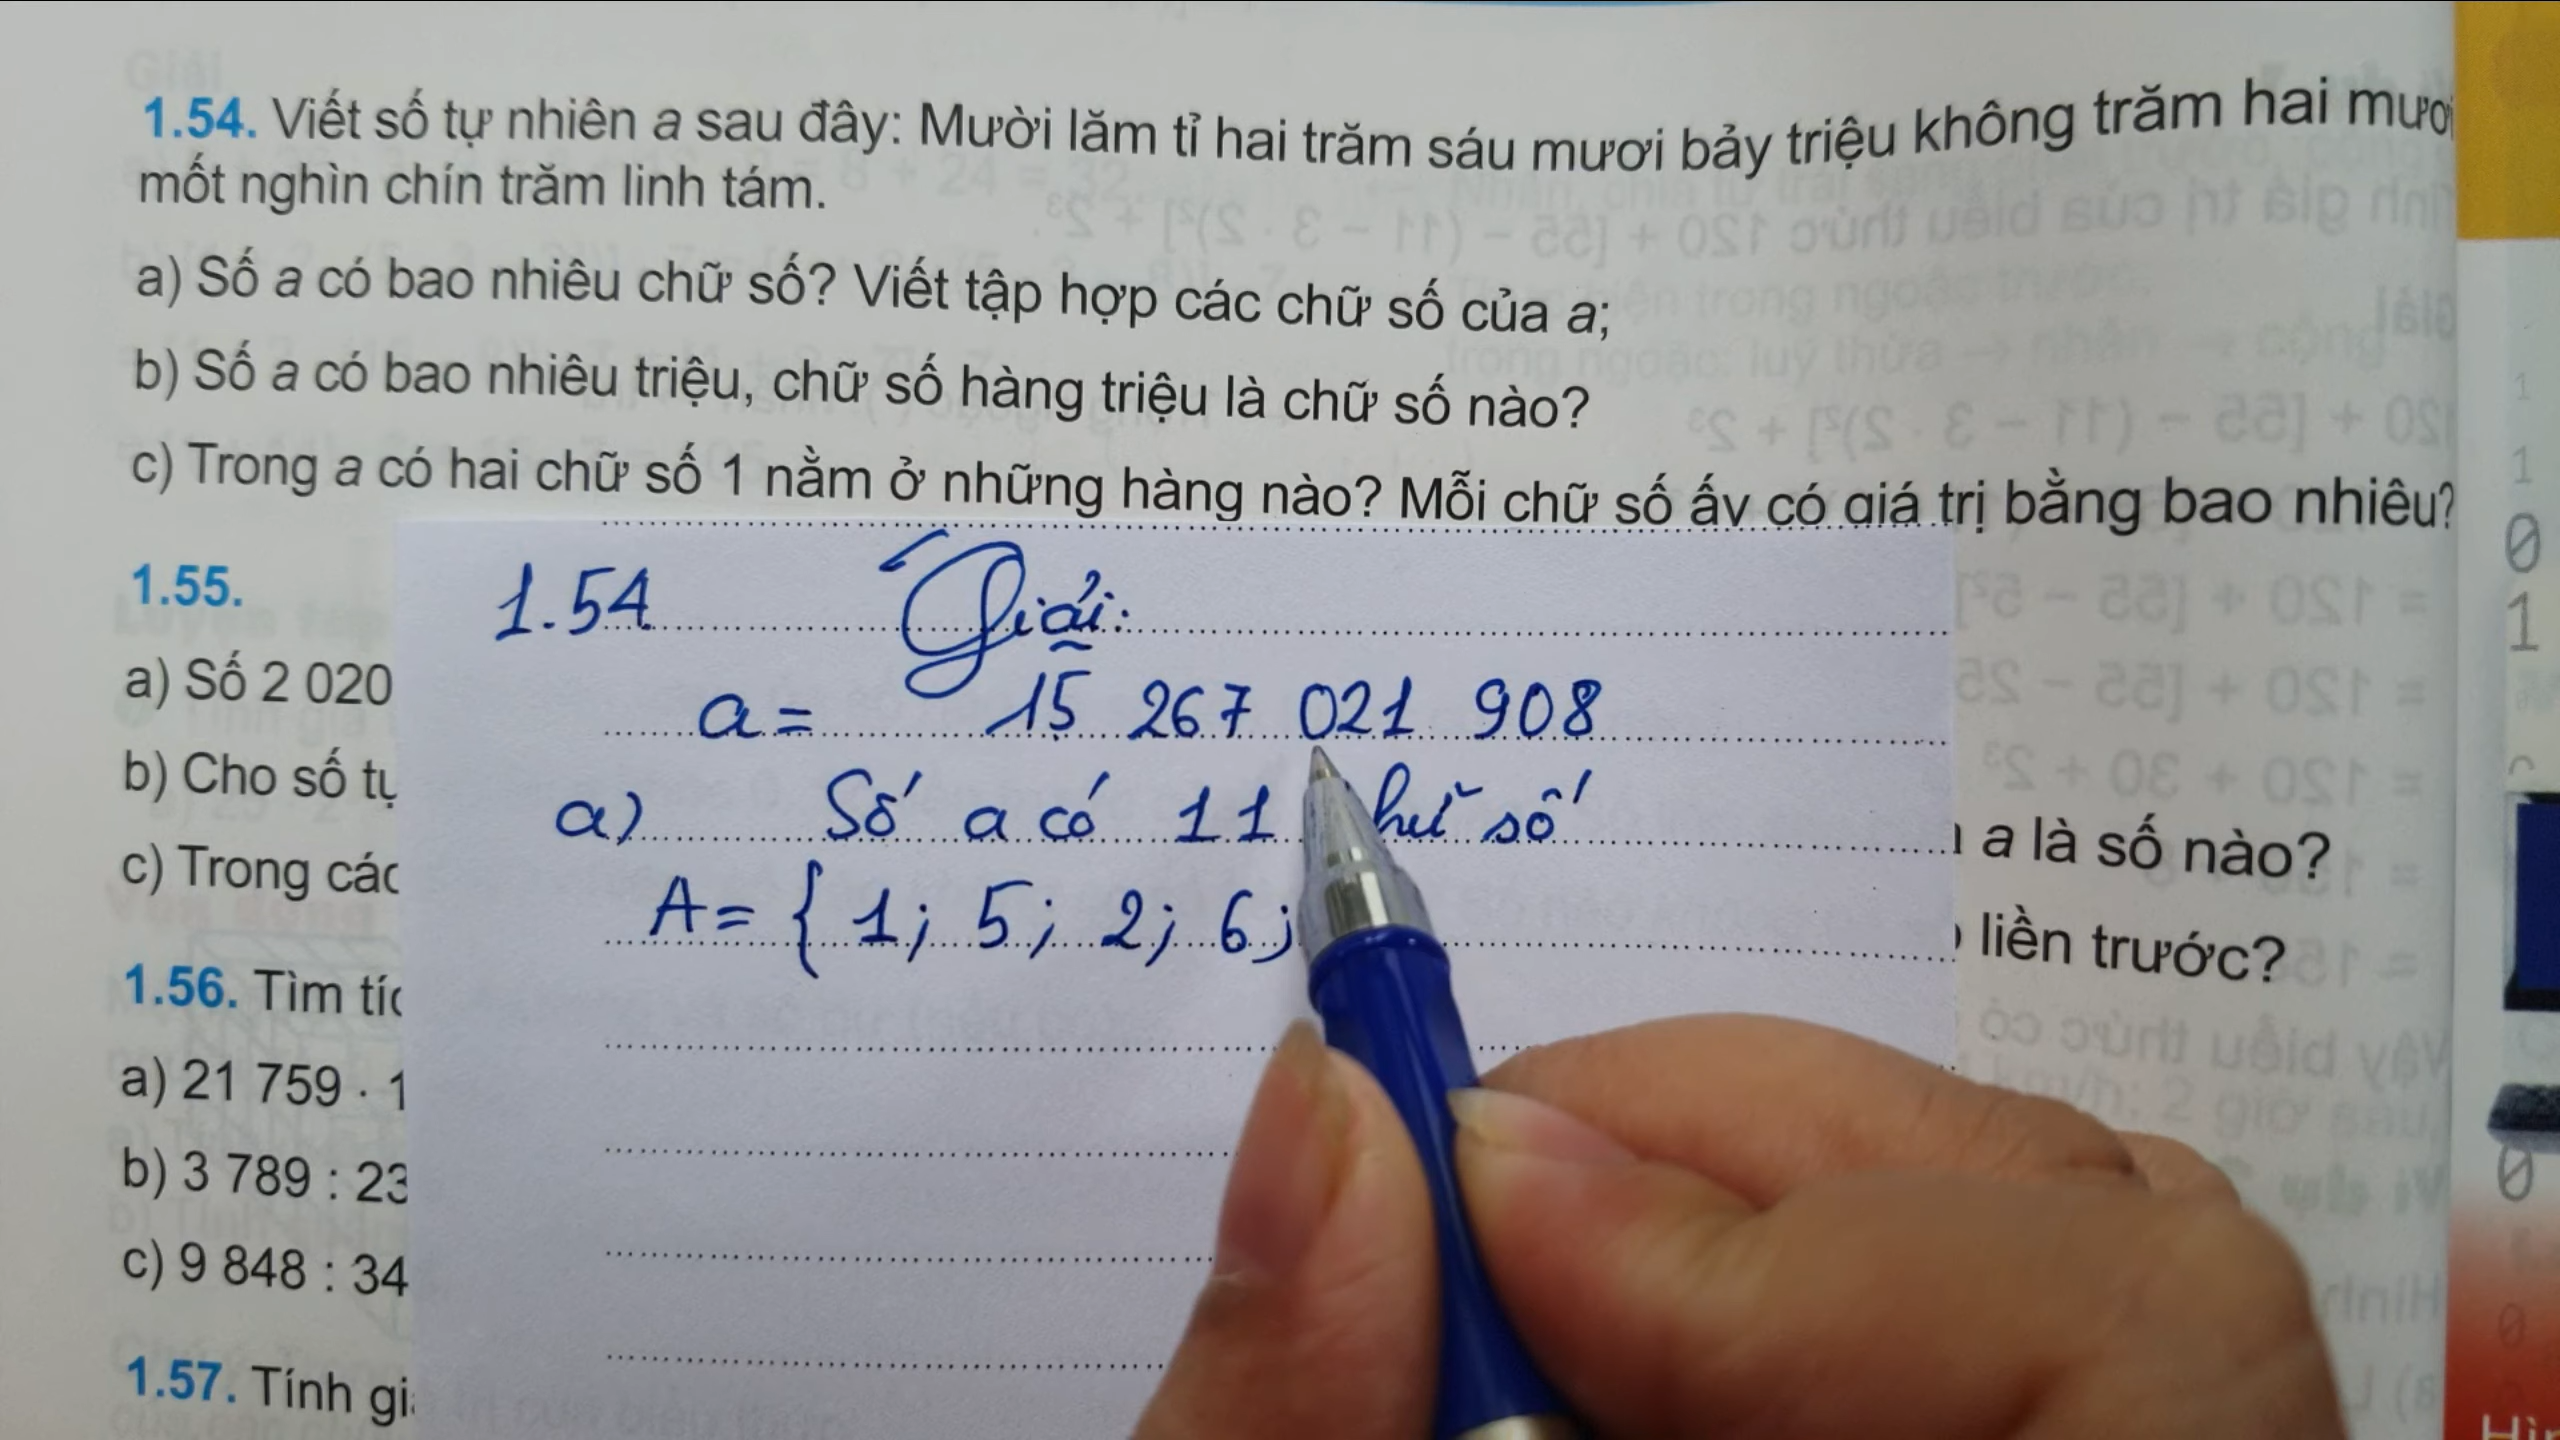 1.54. Viết số tự nhiên a sau đây: Mười lăm tỉ hai trăm sáu mươi bảy triệu không trăm hai mươi
mốt nghìn chín trăm linh tám.
a) Số a có bao nhiêu chữ số? Viết tập hợp các chữ số của a;
b) Số a có bao nhiêu triệu, chữ số hàng triệu là chữ số nào?
c) Trong a có hai chữ số 1 nằm ở những hàng nào? Mỗi chữ số ấy có giá trị bằng bao nhiêu?
1.54 Giải:
a = 15 267 021 908
a) Số a có 11 chữ số
A = { 1; 5; 2; 6;
1.55.
a) Số 2 020
b) Cho số
a là số nào?
c) Trong
liền trước?
1.56. Tìm
a) 21 759 · 1
b) 3 789 : 23
c) 9 848 : 34
1.57. Tính